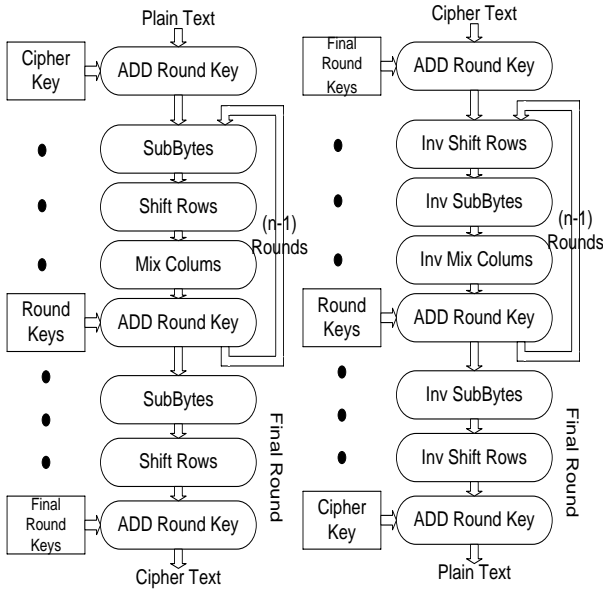 Plain Text
Cipher
Key
ADD Round Key
SubBytes
Shift Rows
Mix Colums
(n-1)
Rounds
Round
Keys
ADD Round Key
SubBytes
Shift Rows
Final Round
Final
Round
Keys
ADD Round Key
Cipher Text
Cipher Text
Final
Round
Keys
ADD Round Key
Inv Shift Rows
Inv SubBytes
Inv Mix Colums
(n-1)
Rounds
Round
Keys
ADD Round Key
Inv SubBytes
Inv Shift Rows
Final Round
Cipher
Key
ADD Round Key
Plain Text